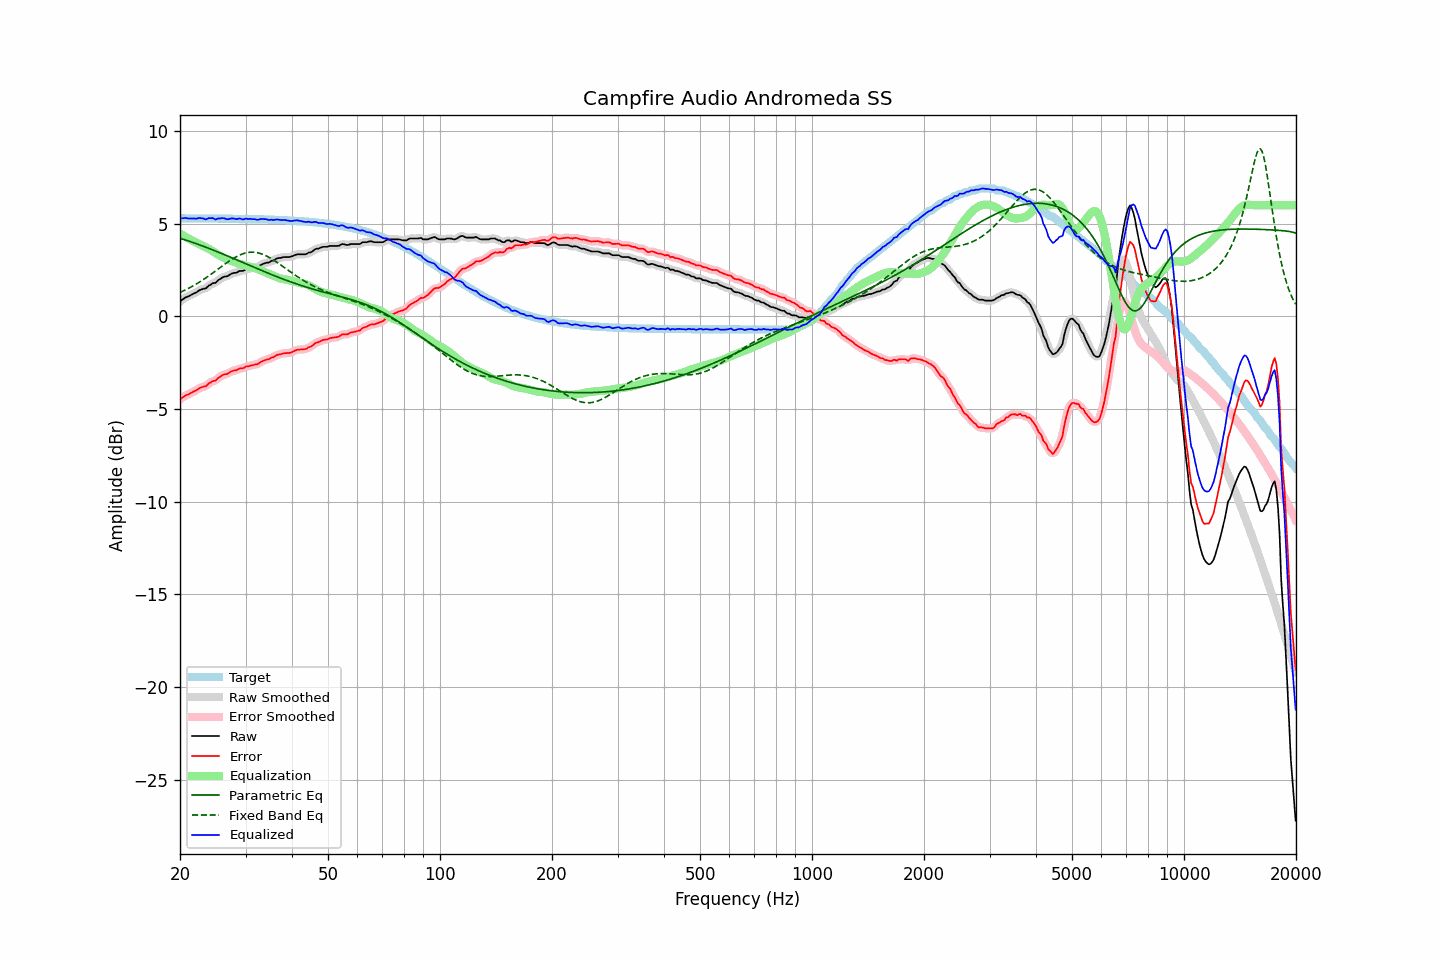 Campfire Audio Andromeda SS
Amplitude (dBr)
10
5
0
−5
−10
−15
−20
−25
Target
Raw Smoothed
Error Smoothed
Raw
Error
Equalization
Parametric Eq
Fixed Band Eq
Equalized
20 50 100 200 500 1000 2000 5000 10000 20000
Frequency (Hz)